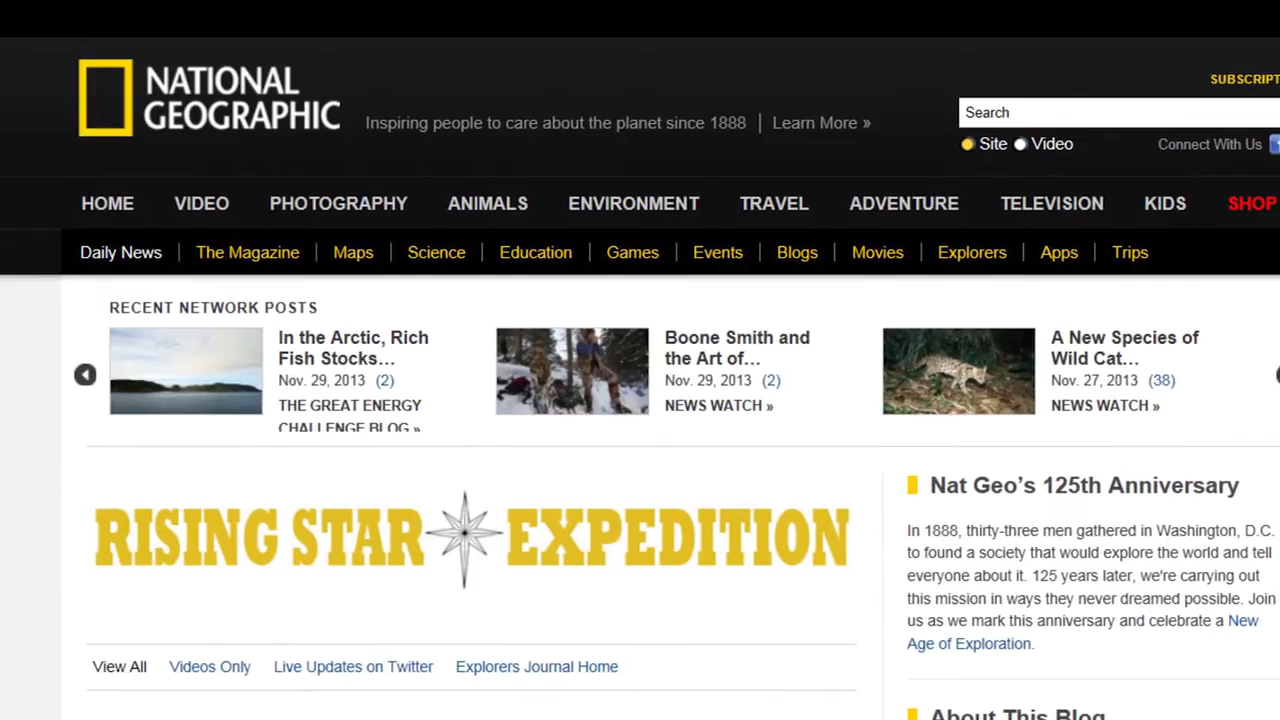 NATIONAL
GEOGRAPHIC
Inspiring people to care about the planet since 1888 | Learn More »
SUBSCRIPT
Search
Site Video
Connect With Us
HOME VIDEO PHOTOGRAPHY ANIMALS ENVIRONMENT TRAVEL ADVENTURE TELEVISION KIDS SHOP
Daily News | The Magazine | Maps | Science | Education | Games | Events | Blogs | Movies | Explorers | Apps | Trips
RECENT NETWORK POSTS
In the Arctic, Rich
Fish Stocks…
Nov. 29, 2013 (2)
THE GREAT ENERGY
CHALLENGE BLOG »
Boone Smith and
the Art of…
Nov. 29, 2013 (2)
NEWS WATCH »
A New Species of
Wild Cat…
Nov. 27, 2013 (38)
NEWS WATCH »
RISING STAR EXPEDITION
View All Videos Only Live Updates on Twitter Explorers Journal Home
Nat Geo’s 125th Anniversary
In 1888, thirty-three men gathered in Washington, D.C.
to found a society that would explore the world and tell
everyone about it. 125 years later, we're carrying out
this mission in ways they never dreamed possible. Join
us as we mark this anniversary and celebrate a New
Age of Exploration.
About This Blog